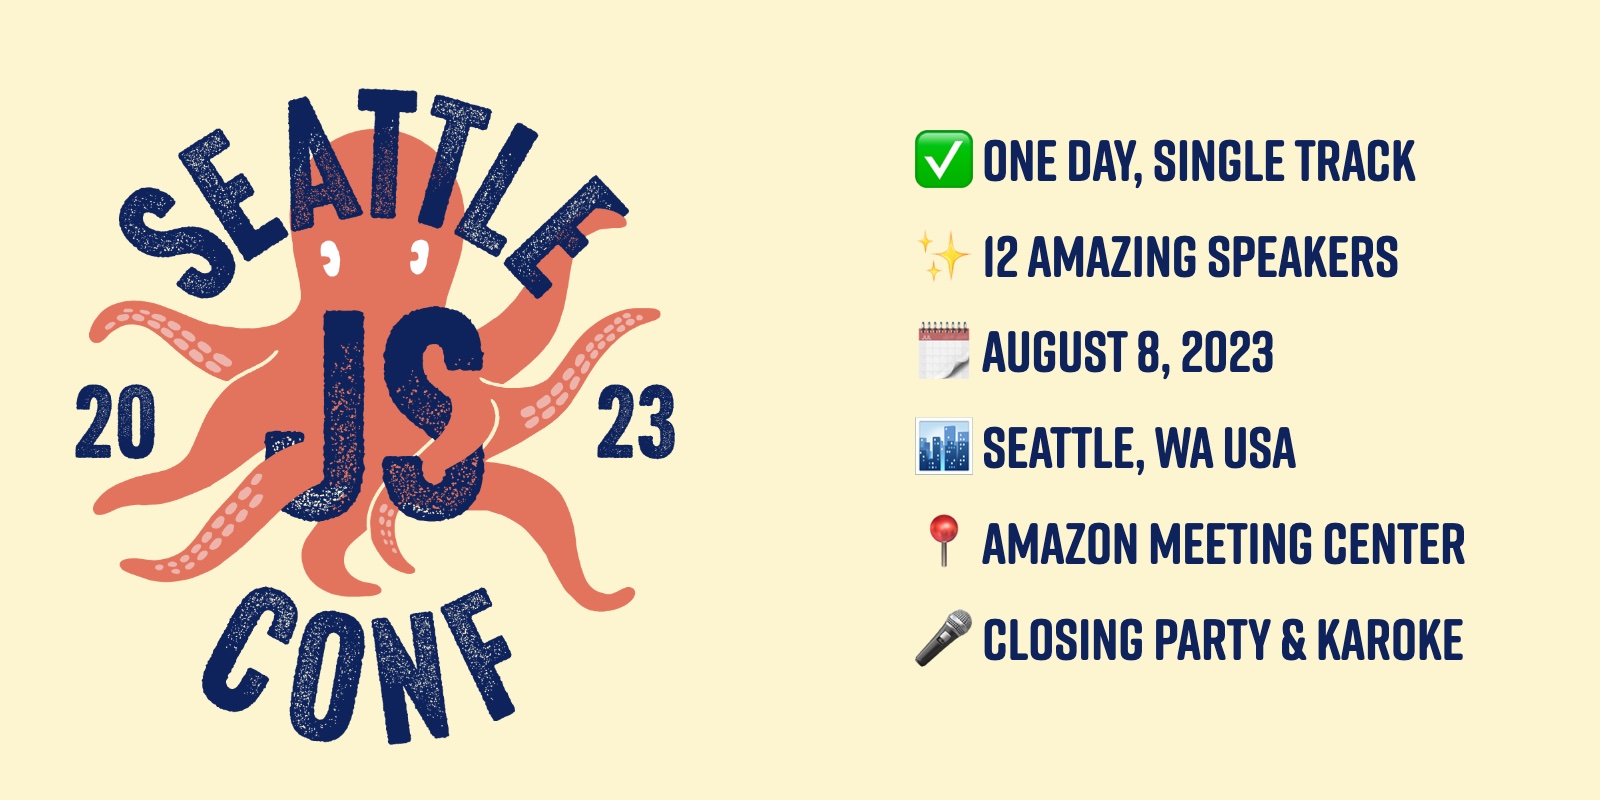 SEATTLE
JS
20 23
CONF
ONE DAY, SINGLE TRACK
12 AMAZING SPEAKERS
AUGUST 8, 2023
SEATTLE, WA USA
AMAZON MEETING CENTER
CLOSING PARTY & KAROKE